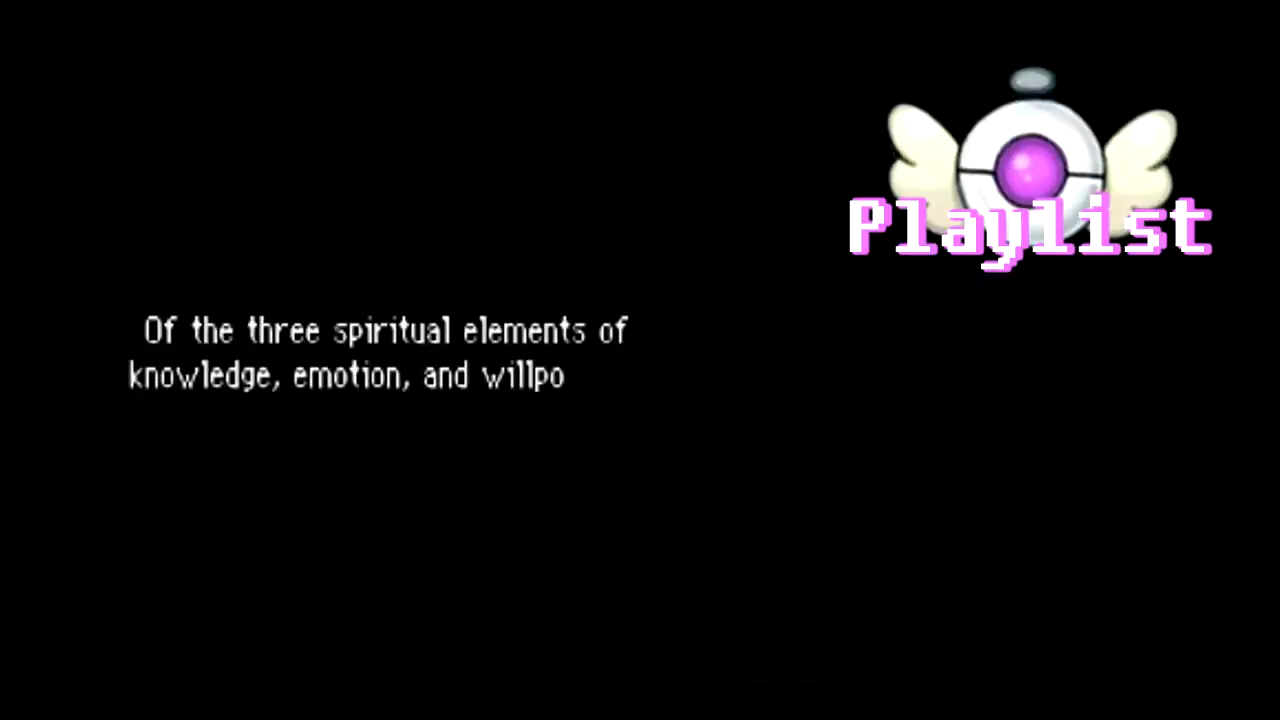 Playlist
Of the three spiritual elements of
knowledge, emotion, and willpo